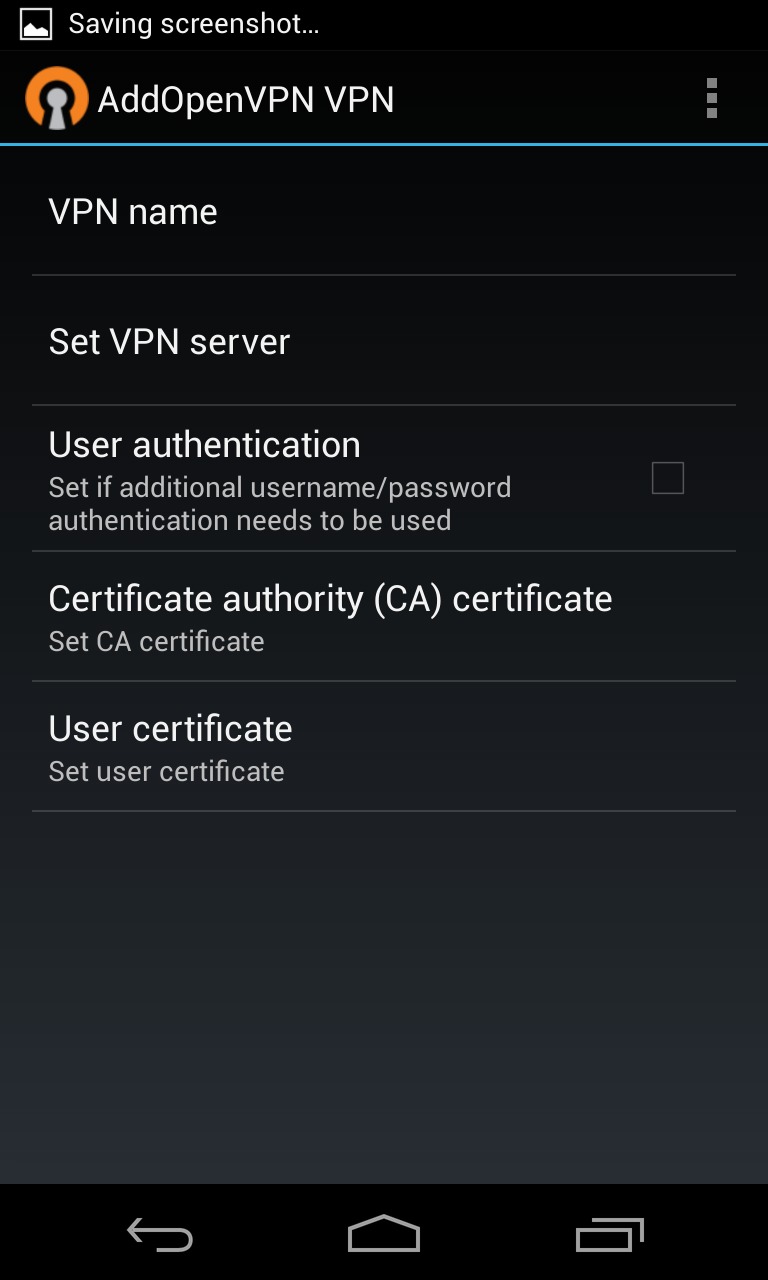 Saving screenshot...
AddOpenVPN VPN
VPN name
Set VPN server
User authentication
Set if additional username/password
authentication needs to be used
Certificate authority (CA) certificate
Set CA certificate
User certificate
Set user certificate